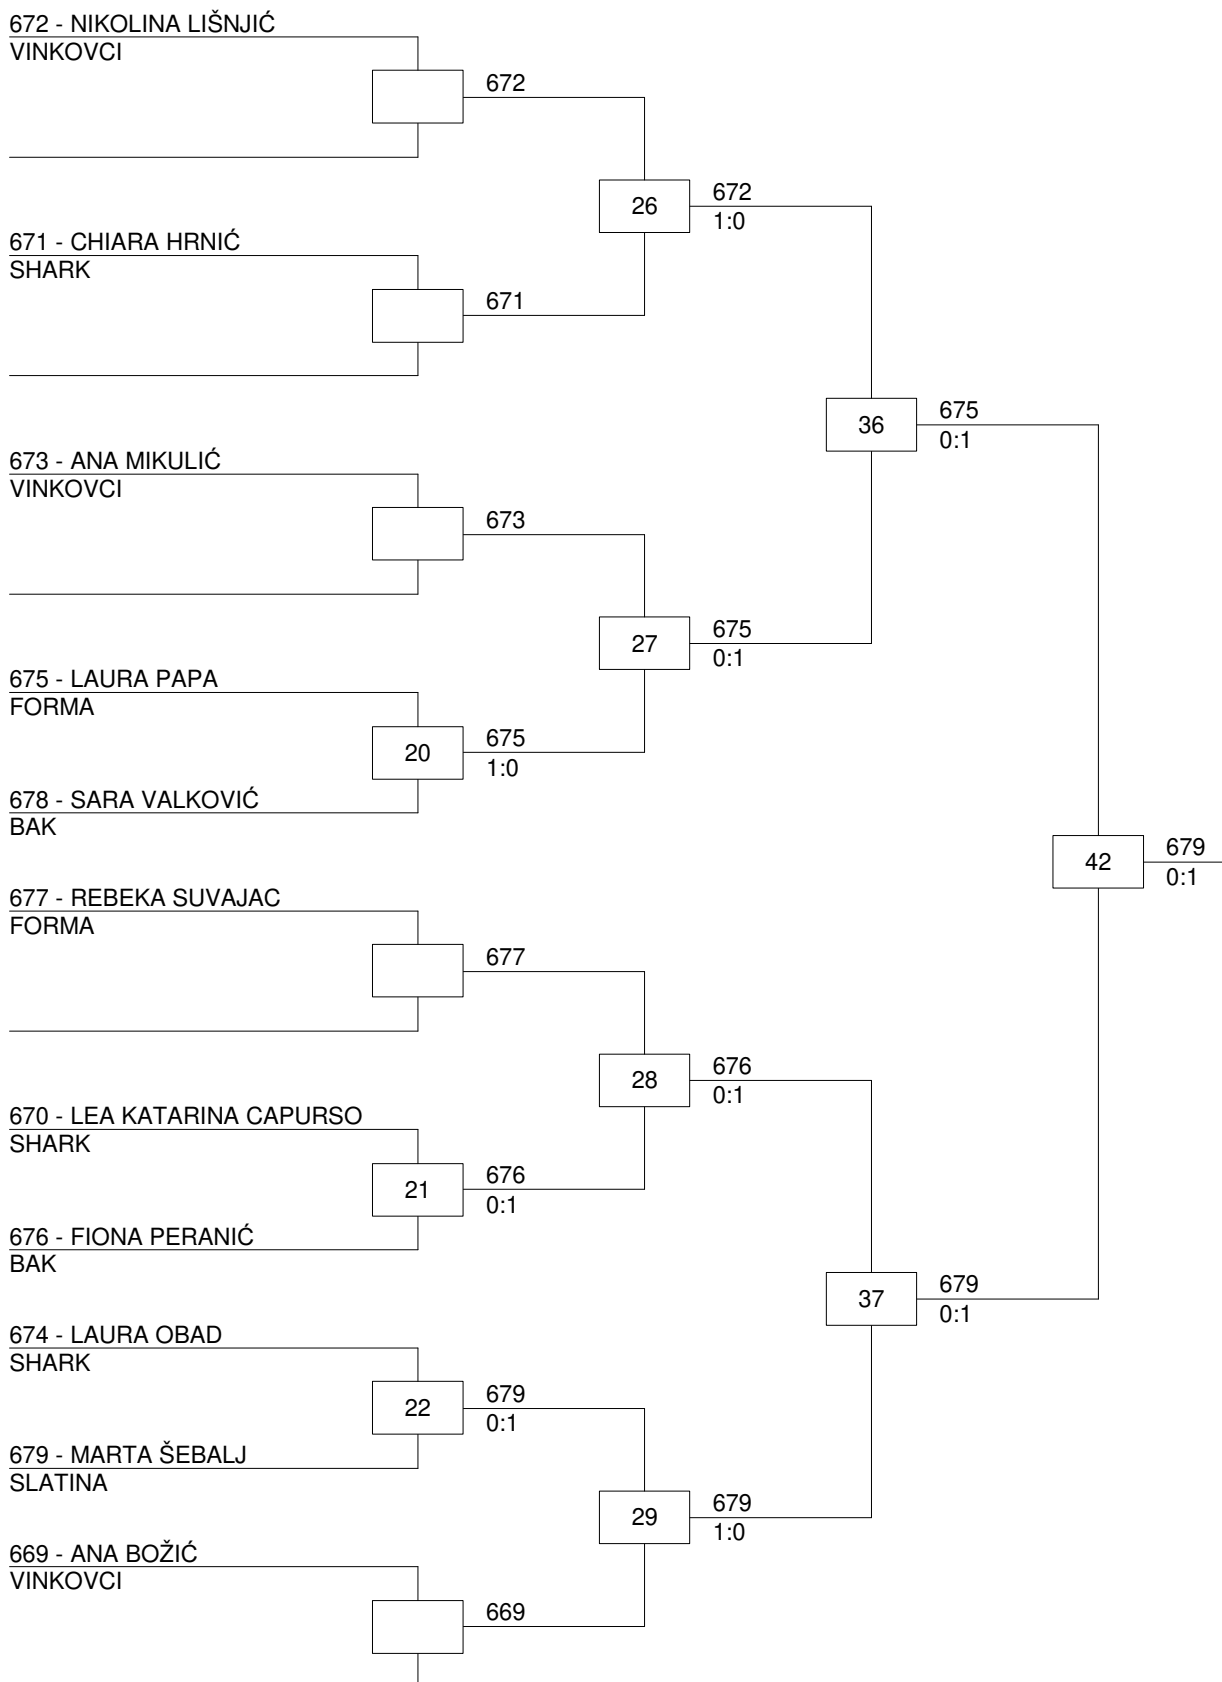 672 - NIKOLINA LIŠNJIĆ
VINKOVCI
672
26
672
1:0
671 - CHIARA HRNIĆ
SHARK
671
36
675
0:1
673 - ANA MIKULIĆ
VINKOVCI
673
27
675
0:1
675 - LAURA PAPA
FORMA
20
675
1:0
678 - SARA VALKOVIĆ
BAK
42
679
0:1
677 - REBEKA SUVAJAC
FORMA
677
28
676
0:1
670 - LEA KATARINA CAPURSO
SHARK
21
676
0:1
676 - FIONA PERANIĆ
BAK
37
679
0:1
674 - LAURA OBAD
SHARK
22
679
0:1
679 - MARTA ŠEBALJ
SLATINA
29
679
1:0
669 - ANA BOŽIĆ
VINKOVCI
669